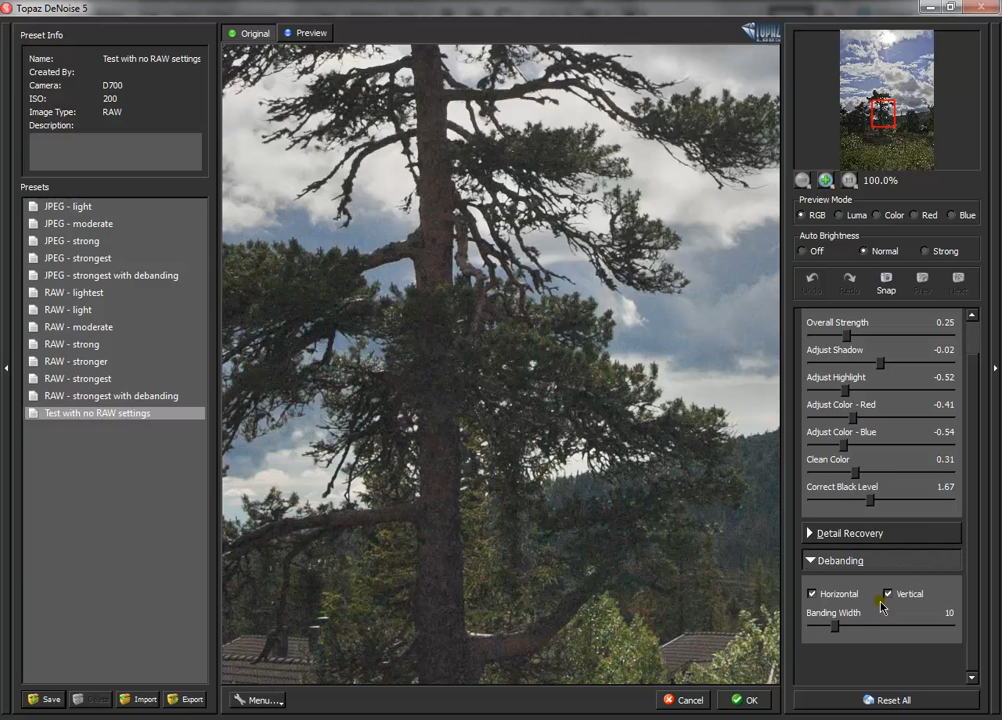 Topaz DeNoise 5
Preset Info
Name: Test with no RAW settings
Created By:
Camera: D700
ISO: 200
Image Type: RAW
Description:
Presets
JPEG - light
JPEG - moderate
JPEG - strong
JPEG - strongest
JPEG - strongest with debanding
RAW - lightest
RAW - light
RAW - moderate
RAW - strong
RAW - stronger
RAW - strongest
RAW - strongest with debanding
Test with no RAW settings
Save Import Export
Original Preview
TOPAZ LABS
Menu...
Cancel OK
100.0%
Preview Mode
RGB Luma Color Red Blue
Auto Brightness
Off Normal Strong
Undo Redo Snap Prev Next
Overall Strength 0.25
Adjust Shadow -0.02
Adjust Highlight -0.52
Adjust Color - Red -0.41
Adjust Color - Blue -0.54
Clean Color 0.31
Correct Black Level 1.67
Detail Recovery
Debanding
Horizontal Vertical
Banding Width 10
Reset All